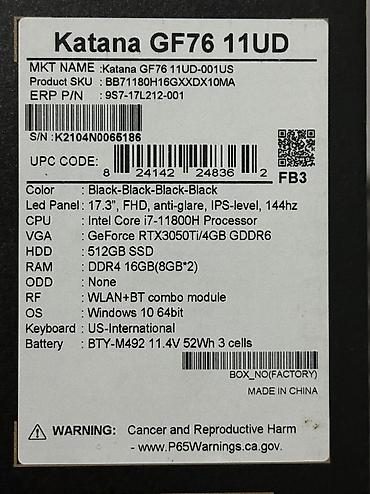 Katana GF76 11UD
MKT NAME :Katana GF76 11UD-001US
Product SKU : BB71180H16GXXDX10MA
ERP P/N : 9S7-17L212-001
S/N :K2104N0065186
UPC CODE: 8 24142 24836 2
FB3
Color : Black-Black-Black-Black
Led Panel : 17.3", FHD, anti-glare, IPS-level, 144hz
CPU : Intel Core i7-11800H Processor
VGA : GeForce RTX3050Ti/4GB GDDR6
HDD : 512GB SSD
RAM : DDR4 16GB(8GB*2)
ODD : None
RF : WLAN+BT combo module
OS : Windows 10 64bit
Keyboard : US-International
Battery : BTY-M492 11.4V 52Wh 3 cells
BOX_NO(FACTORY)
MADE IN CHINA
WARNING: Cancer and Reproductive Harm
- www.P65Warnings.ca.gov.